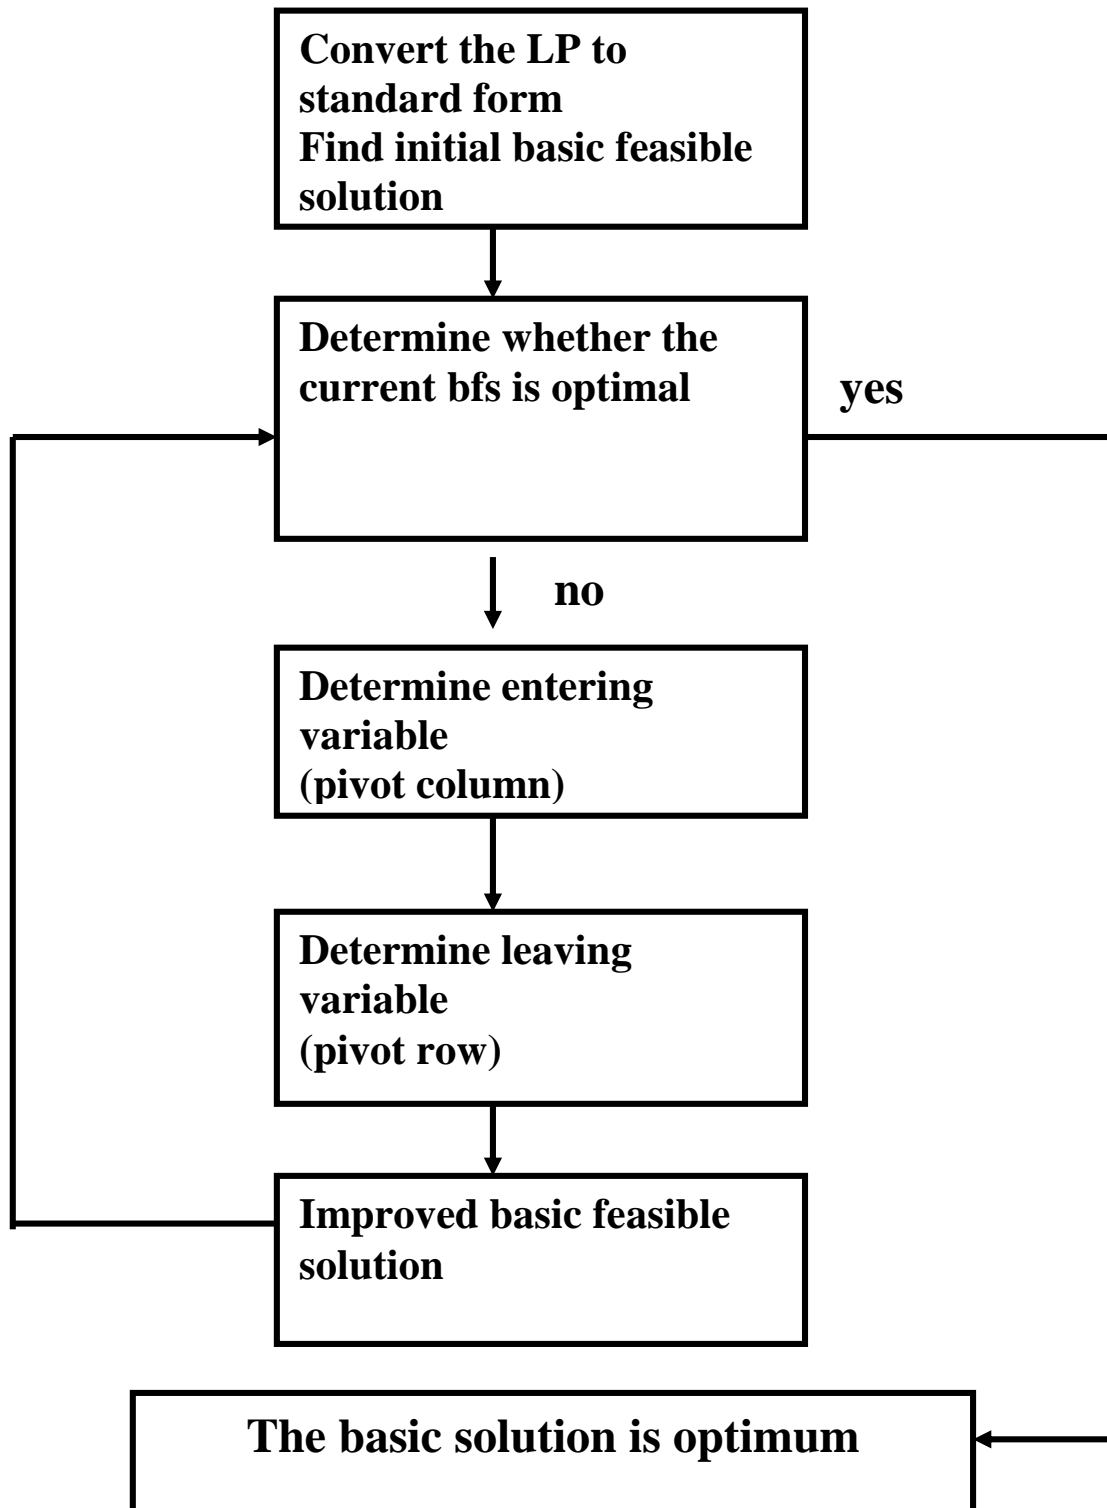 Convert the LP to
standard form
Find initial basic feasible
solution
Determine whether the
current bfs is optimal
yes
no
Determine entering
variable
(pivot column)
Determine leaving
variable
(pivot row)
Improved basic feasible
solution
The basic solution is optimum